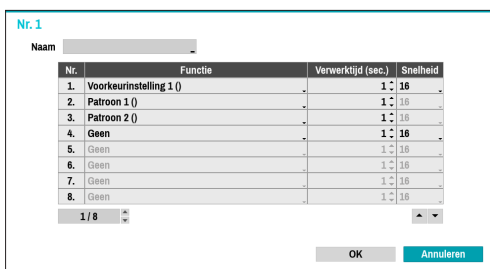 Nr. 1
Naam
Nr. Functie Verwerktijd (sec.) Snelheid
1. Voorkeurinstelling 1 () 1 16
2. Patroon 1 () 1 16
3. Patroon 2 () 1 16
4. Geen 1 16
5. Geen 1 16
6. Geen 1 16
7. Geen 1 16
8. Geen 1 16
1 / 8
OK Annuleren